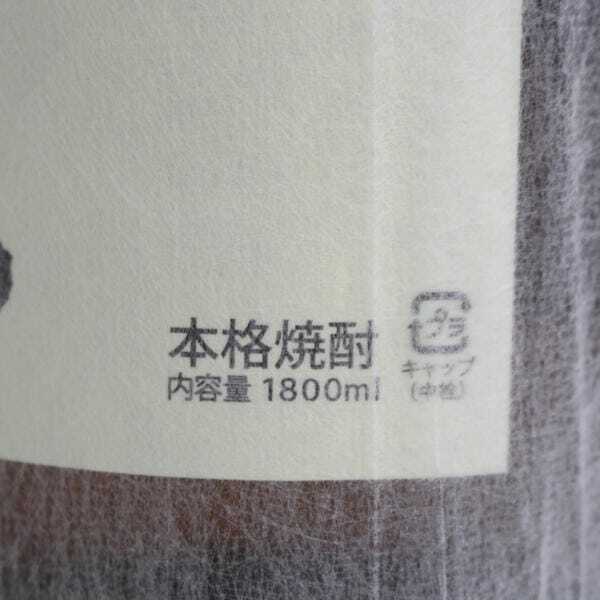 本格焼酎
内容量 1800ml
プラ
キャップ
(中栓)